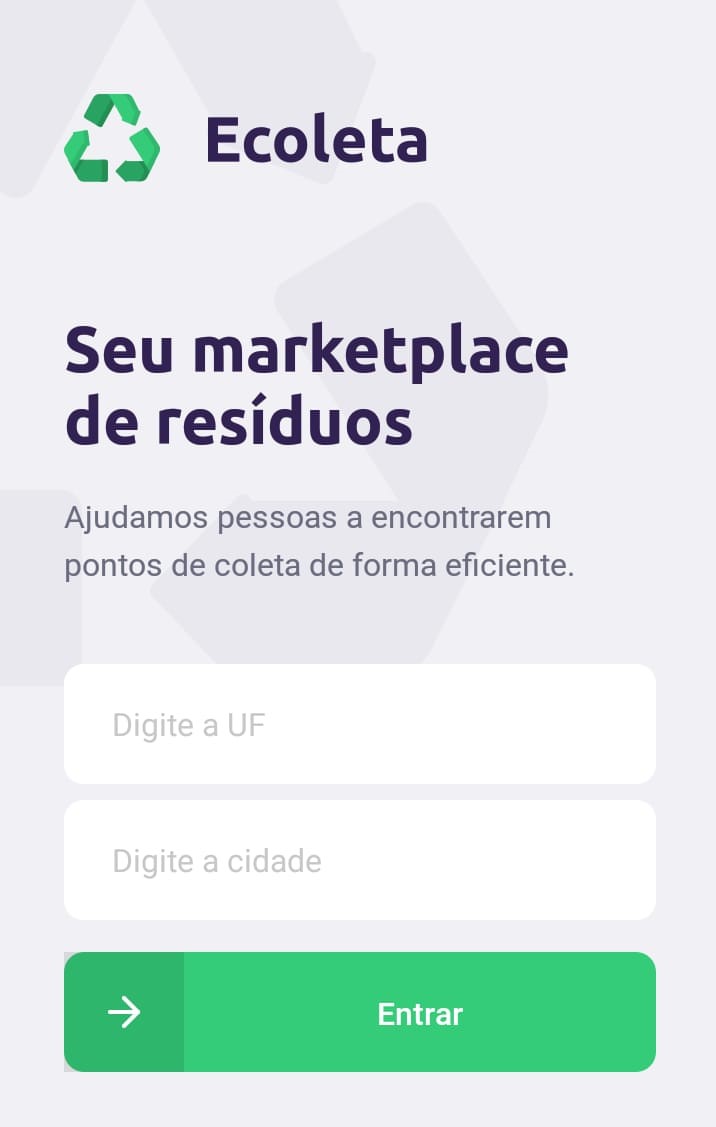 Ecoleta
Seu marketplace
de resíduos
Ajudamos pessoas a encontrarem
pontos de coleta de forma eficiente.
Digite a UF
Digite a cidade
Entrar